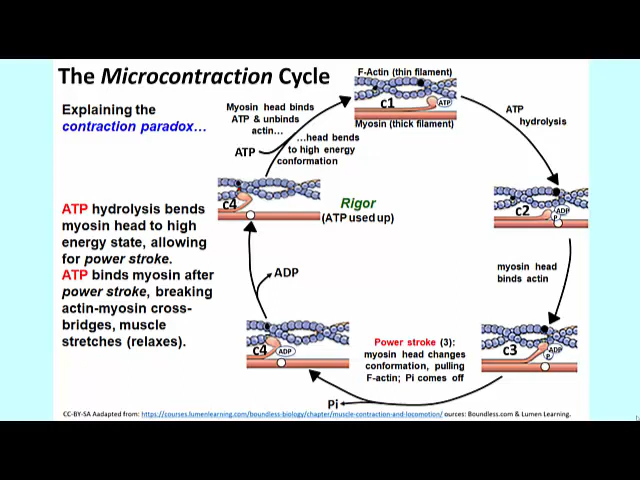 The Microcontraction Cycle
Explaining the
contraction paradox…
ATP hydrolysis bends
myosin head to high
energy state, allowing
for power stroke.
ATP binds myosin after
power stroke, breaking
actin-myosin cross-
bridges, muscle
stretches (relaxes).
F-Actin (thin filament)
c1
ATP
Myosin (thick filament)
Myosin head binds
ATP & unbinds
actin…
…head bends
to high energy
conformation
ATP
ATP
hydrolysis
c2
ADP
P
myosin head
binds actin
c3
ADP
P
Power stroke (3):
myosin head changes
conformation, pulling
F-actin; Pi comes off
Pi
c4
ADP
ADP
c4
Rigor
(ATP used up)
CC-BY-SA Aadapted from: https://courses.lumenlearning.com/boundless-biology/chapter/muscle-contraction-and-locomotion/ ources: Boundless.com & Lumen Learning.